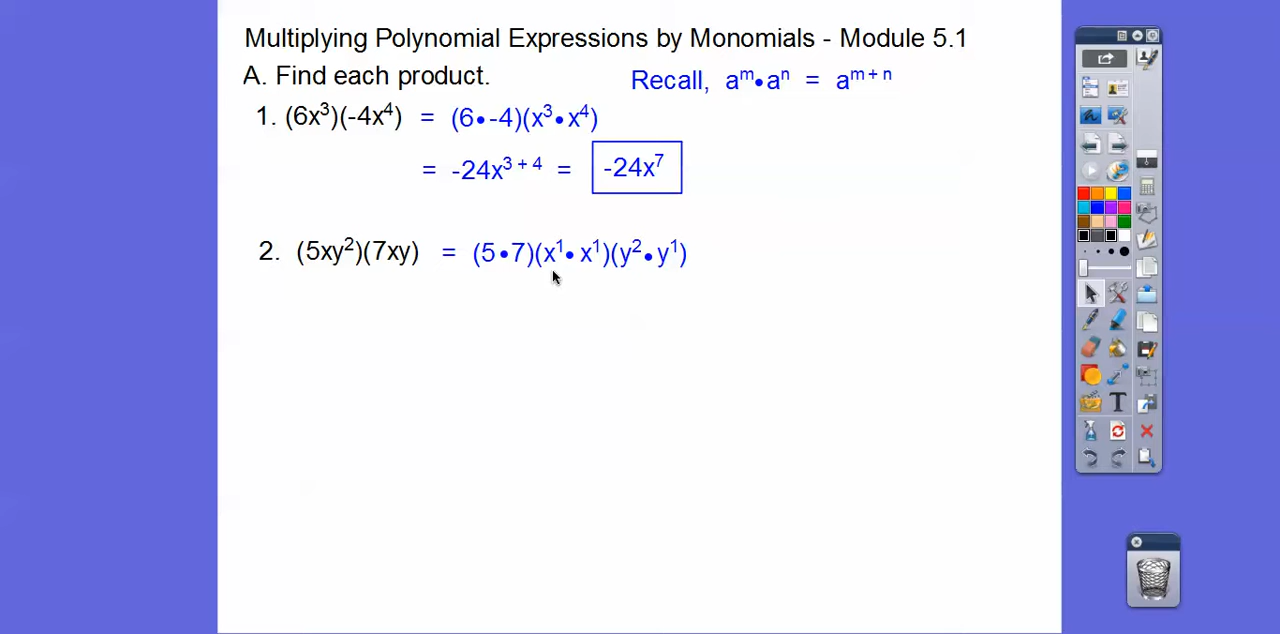 Multiplying Polynomial Expressions by Monomials - Module 5.1
A. Find each product. Recall, aᵐ•aⁿ = aᵐ⁺ⁿ
1. (6x³)(-4x⁴) = (6•-4)(x³•x⁴)
= -24x³⁺⁴ = -24x⁷
2. (5xy²)(7xy) = (5•7)(x¹•x¹)(y²•y¹)
T